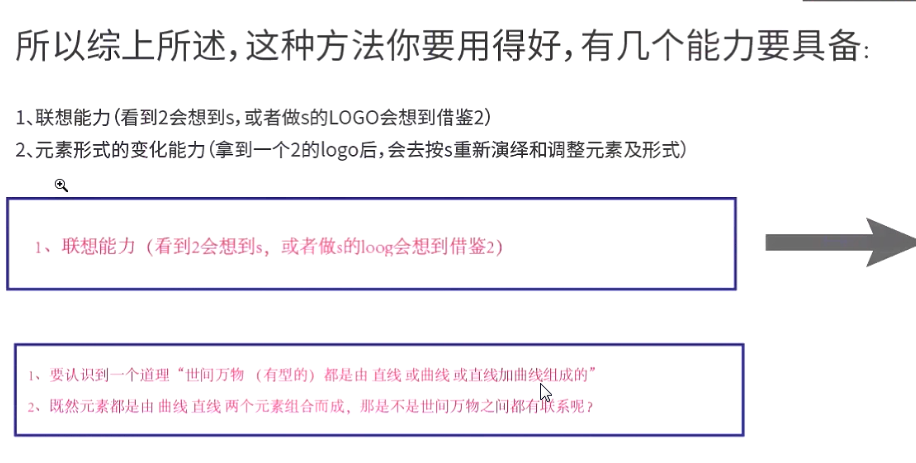 所以综上所述,这种方法你要用得好,有几个能力要具备:
1、联想能力(看到2会想到s,或者做s的LOGO会想到借鉴2)
2、元素形式的变化能力(拿到一个2的logo后,会去按s重新演绎和调整元素及形式)
1、联想能力（看到2会想到s，或者做s的loog会想到借鉴2）
1、要认识到一个道理“世间万物 （有型的）都是由 直线 或曲线 或直线加曲线组成的”
2、既然元素都是由 曲线 直线 两个元素组合而成，那是不是世间万物之间都有联系呢？